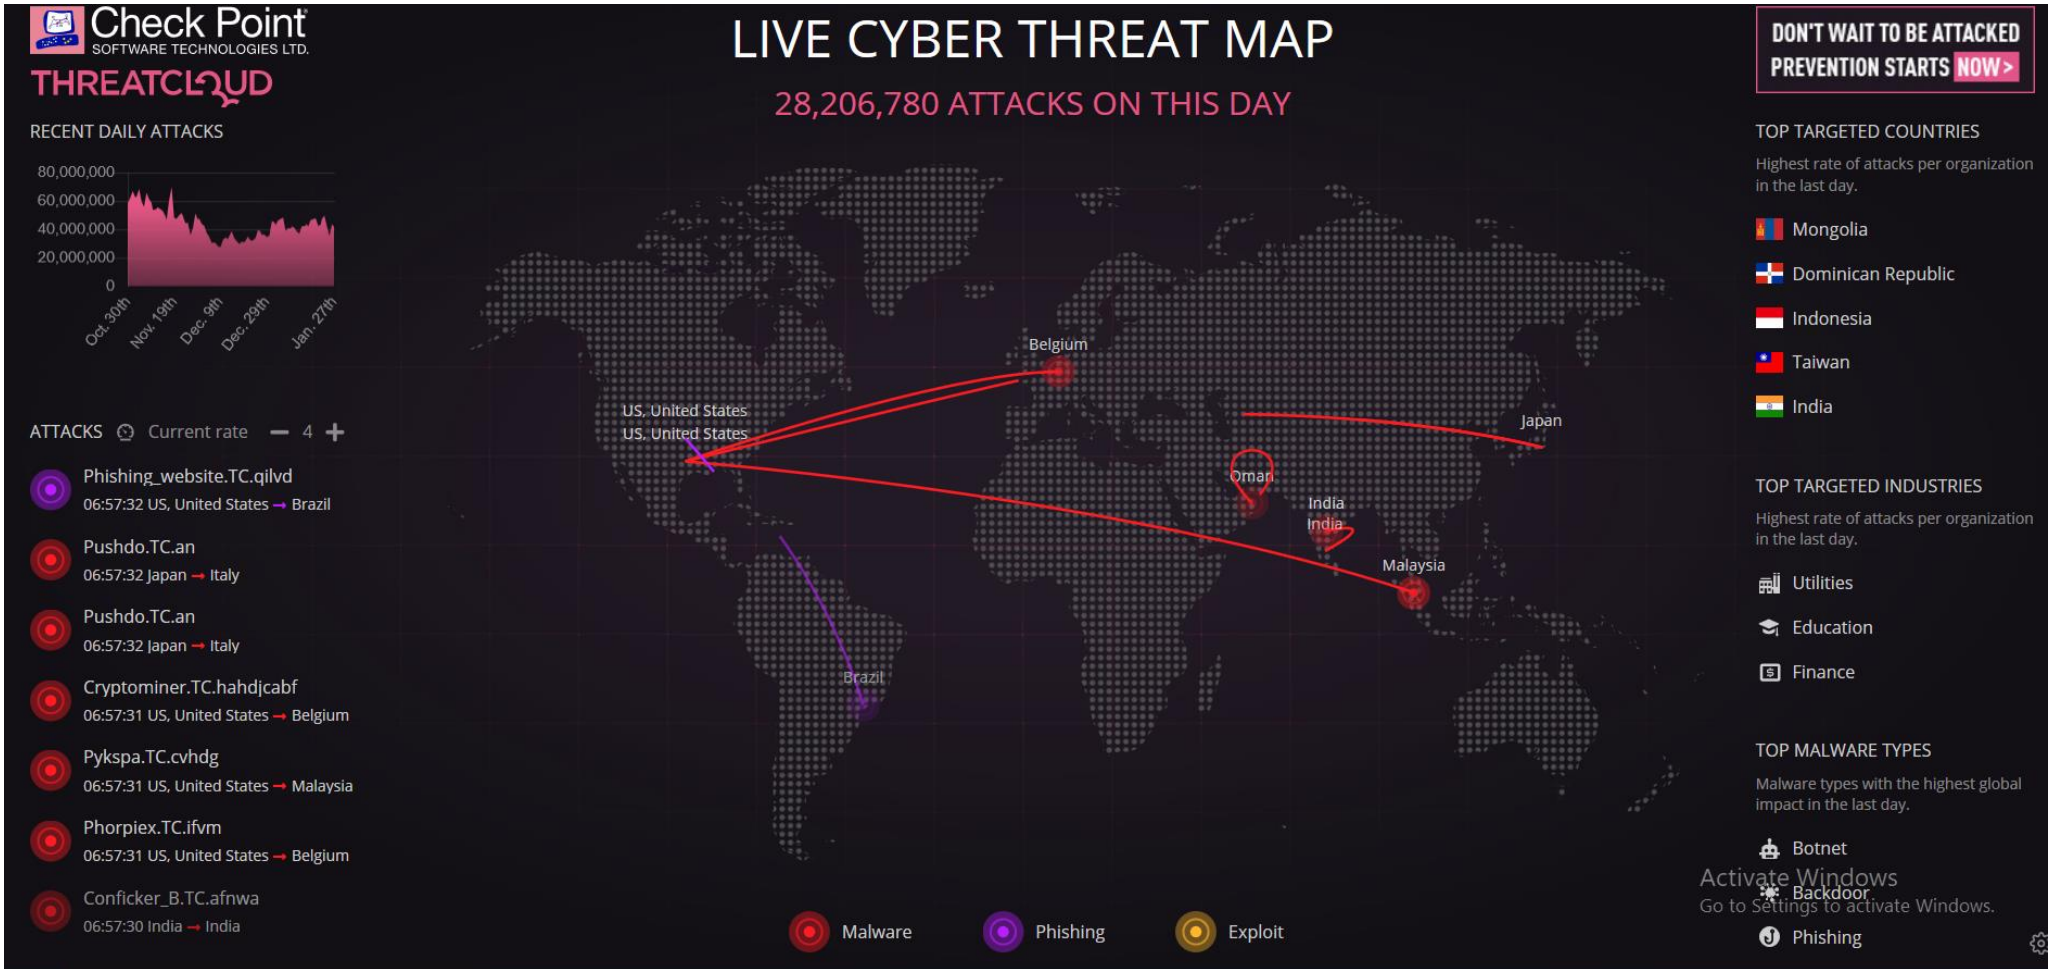 Check Point
SOFTWARE TECHNOLOGIES LTD.
THREATCLOUD
LIVE CYBER THREAT MAP
28,206,780 ATTACKS ON THIS DAY
DON'T WAIT TO BE ATTACKED
PREVENTION STARTS NOW>
RECENT DAILY ATTACKS
80,000,000
60,000,000
40,000,000
20,000,000
0
Oct. 30th
Nov. 19th
Dec. 9th
Dec. 29th
Jan. 27th
ATTACKS Current rate − 4 +
Phishing_website.TC.qilvd
06:57:32 US, United States → Brazil
Pushdo.TC.an
06:57:32 Japan → Italy
Pushdo.TC.an
06:57:32 Japan → Italy
Cryptominer.TC.hahdjcabf
06:57:31 US, United States → Belgium
Pykspa.TC.cvhdg
06:57:31 US, United States → Malaysia
Phorpiex.TC.ifvm
06:57:31 US, United States → Belgium
Conficker_B.TC.afnwa
06:57:30 India → India
Belgium
US, United States
US, United States
Japan
Oman
India
India
Malaysia
Brazil
Malware
Phishing
Exploit
TOP TARGETED COUNTRIES
Highest rate of attacks per organization
in the last day.
Mongolia
Dominican Republic
Indonesia
Taiwan
India
TOP TARGETED INDUSTRIES
Highest rate of attacks per organization
in the last day.
Utilities
Education
Finance
TOP MALWARE TYPES
Malware types with the highest global
impact in the last day.
Botnet
Activate Windows
Backdoor
Go to Settings to activate Windows.
Phishing